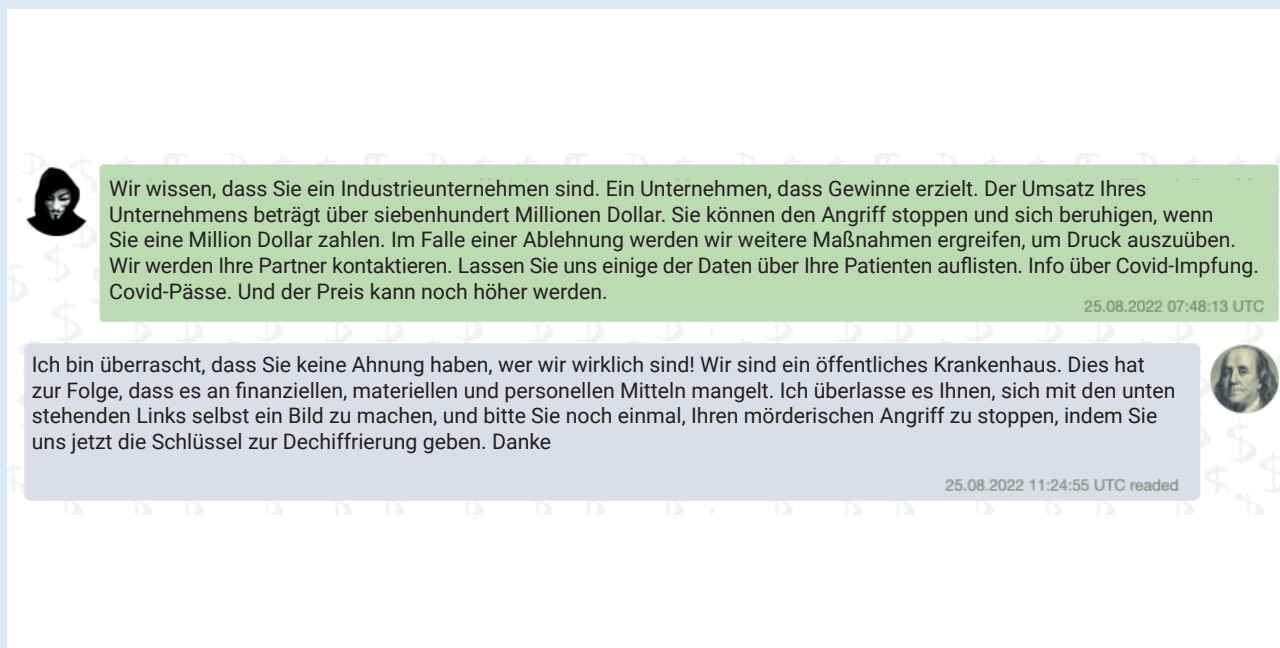 Wir wissen, dass Sie ein Industrieunternehmen sind. Ein Unternehmen, dass Gewinne erzielt. Der Umsatz Ihres
Unternehmens beträgt über siebenhundert Millionen Dollar. Sie können den Angriff stoppen und sich beruhigen, wenn
Sie eine Million Dollar zahlen. Im Falle einer Ablehnung werden wir weitere Maßnahmen ergreifen, um Druck auszuüben.
Wir werden Ihre Partner kontaktieren. Lassen Sie uns einige der Daten über Ihre Patienten auflisten. Info über Covid-Impfung.
Covid-Pässe. Und der Preis kann noch höher werden.
25.08.2022 07:48:13 UTC
Ich bin überrascht, dass Sie keine Ahnung haben, wer wir wirklich sind! Wir sind ein öffentliches Krankenhaus. Dies hat
zur Folge, dass es an finanziellen, materiellen und personellen Mitteln mangelt. Ich überlasse es Ihnen, sich mit den unten
stehenden Links selbst ein Bild zu machen, und bitte Sie noch einmal, Ihren mörderischen Angriff zu stoppen, indem Sie
uns jetzt die Schlüssel zur Dechiffrierung geben. Danke
25.08.2022 11:24:55 UTC readed